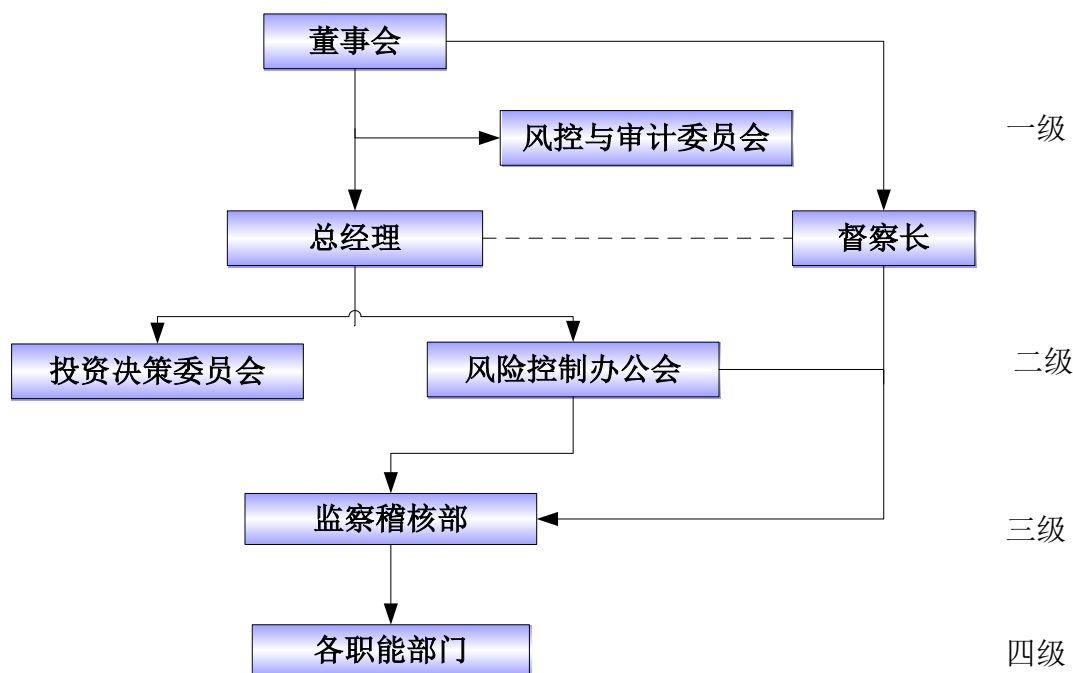 董事会
风控与审计委员会
一级
总经理
督察长
投资决策委员会
风险控制办公会
二级
监察稽核部
三级
各职能部门
四级